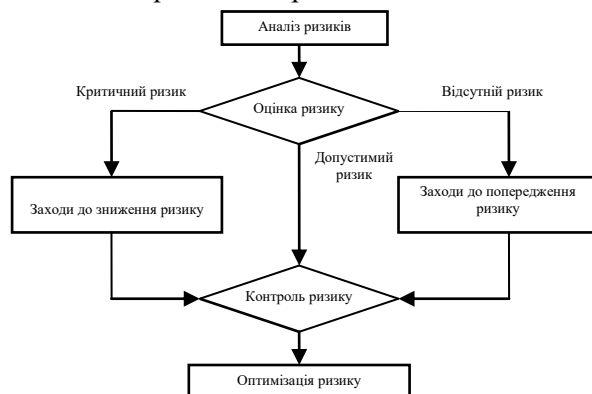 Аналіз ризиків
Критичний ризик
Оцінка ризику
Відсутній ризик
Допустимий
ризик
Заходи до зниження ризику
Заходи до попередження
ризику
Контроль ризику
Оптимізація ризику